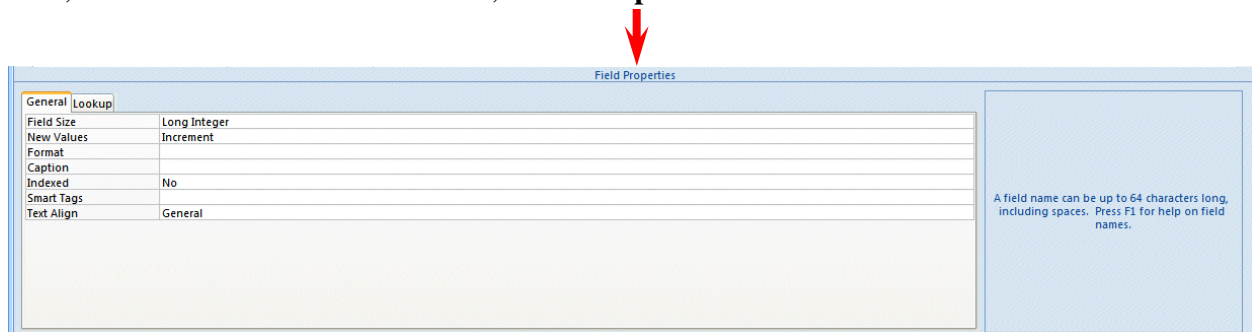 Field Properties
General Lookup
Field Size Long Integer
New Values Increment
Format
Caption
Indexed No
Smart Tags
Text Align General
A field name can be up to 64 characters long,
including spaces. Press F1 for help on field
names.